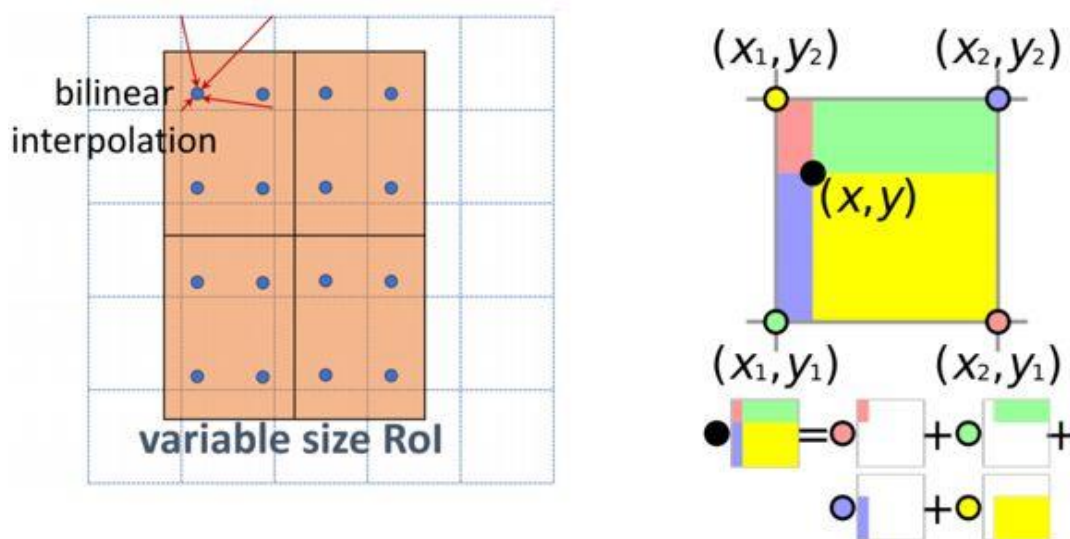 bilinear
interpolation
variable size RoI
(x₁,y₂) (x₂,y₂)
(x,y)
(x₁,y₁) (x₂,y₁)
= + +
+